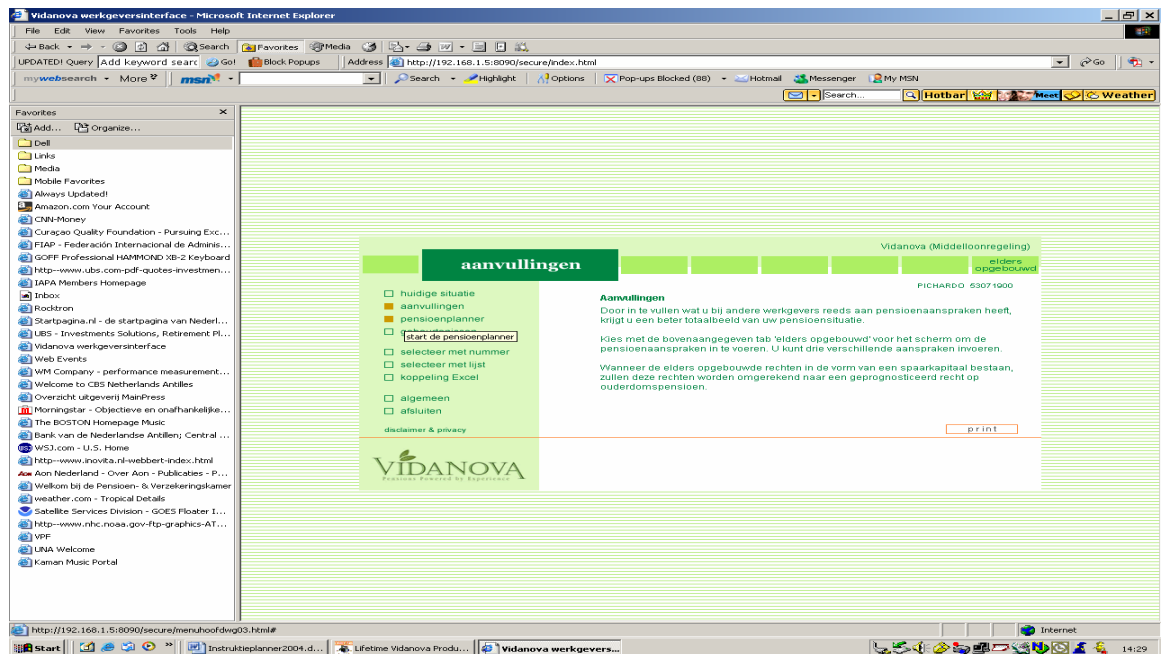 Vidanova werkgeversinterface - Microsoft Internet Explorer
File Edit View Favorites Tools Help
Back Search Favorites Media
UPDATED! Query Add keyword searc Go! Block Popups Address http://192.168.1.5:8090/secure/index.html Go
mywebsearch More msn Search Highlight Options Pop-ups Blocked (88) Hotmail Messenger My MSN
Search... Hotbar Meet Weather
Favorites
Add... Organize...
Dell
Links
Media
Mobile Favorites
Always Updated!
Amazon.com Your Account
CNN-Money
Curaçao Quality Foundation - Pursuing Exc...
FIAP - Federación Internacional de Adminis...
GOFF Professional HAMMOND XB-2 Keyboard
http--www.ubs.com-pdf-quotes-investmen...
IAPA Members Homepage
Inbox
Rocktron
Startpagina.nl - de startpagina van Nederl...
UBS - Investments Solutions, Retirement Pl...
Vidanova werkgeversinterface
Web Events
WM Company - performance measurement...
Welcome to CBS Netherlands Antilles
Overzicht uitgeverij MainPress
Morningstar - Objectieve en onafhankelijke...
The BOSTON Homepage Music
Bank van de Nederlandse Antillen; Central ...
WSJ.com - U.S. Home
http--www.inovita.nl-webbert-index.html
Aon Nederland - Over Aon - Publicaties - P...
Welkom bij de Pensioen- & Verzekeringskamer
weather.com - Tropical Details
Satellite Services Division - GOES Floater I...
http--www.nhc.noaa.gov-ftp-graphics-AT...
VPF
UNA Welcome
Kaman Music Portal
Vidanova (Middelloonregeling)
aanvullingen
elders
opgebouwd
PICHARDO 53071900
huidige situatie
aanvullingen
pensioenplanner
start de pensioenplanner
selecteer met nummer
selecteer met lijst
koppeling Excel
algemeen
afsluiten
disclaimer & privacy
Aanvullingen
Door in te vullen wat u bij andere werkgevers reeds aan pensioenaanspraken heeft,
krijgt u een beter totaalbeeld van uw pensioensituatie.
Kies met de bovenaangegeven tab 'elders opgebouwd' voor het scherm om de
pensioenaanspraken in te voeren. U kunt drie verschillende aanspraken invoeren.
Wanneer de elders opgebouwde rechten in de vorm van een spaarkapitaal bestaan,
zullen deze rechten worden omgerekend naar een geprognosticeerd recht op
ouderdomspensioen.
print
VIDANOVA
Pensions Powered by Experience
http://192.168.1.5:8090/secure/menuhoofdwg03.html# Internet
Start Instruktieplanner2004.d... Lifetime Vidanova Produ... Vidanova werkgevers... 14:29